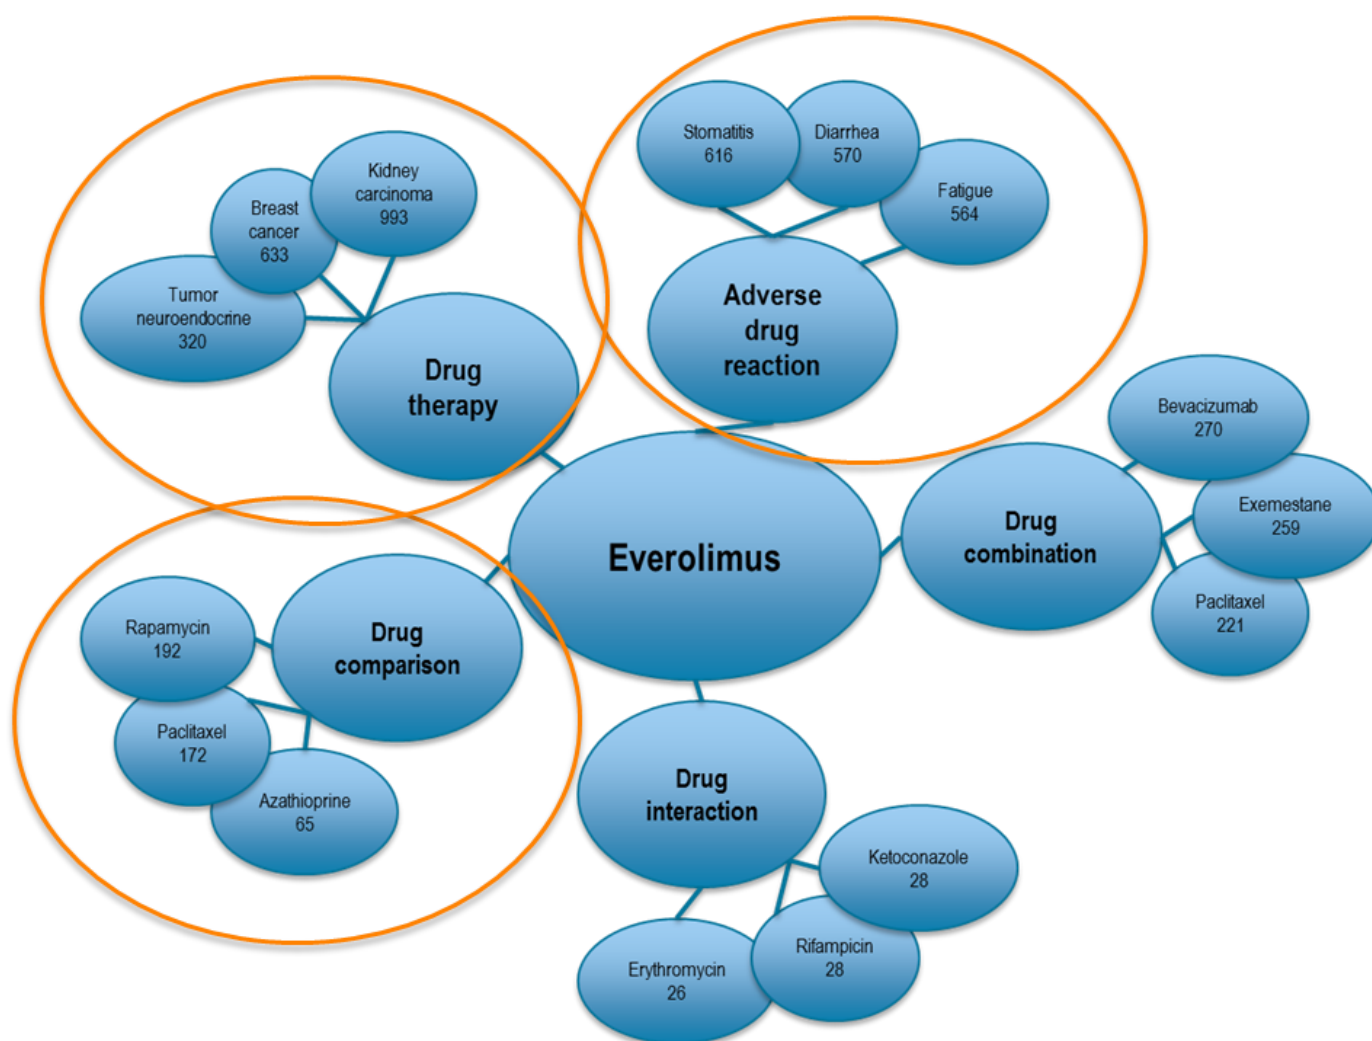 Stomatitis
616
Diarrhea
570
Fatigue
564
Adverse
drug
reaction
Kidney
carcinoma
993
Breast
cancer
633
Tumor
neuroendocrine
320
Drug
therapy
Bevacizumab
270
Exemestane
259
Paclitaxel
221
Drug
combination
Everolimus
Drug
comparison
Rapamycin
192
Paclitaxel
172
Azathioprine
65
Drug
interaction
Ketoconazole
28
Rifampicin
28
Erythromycin
26